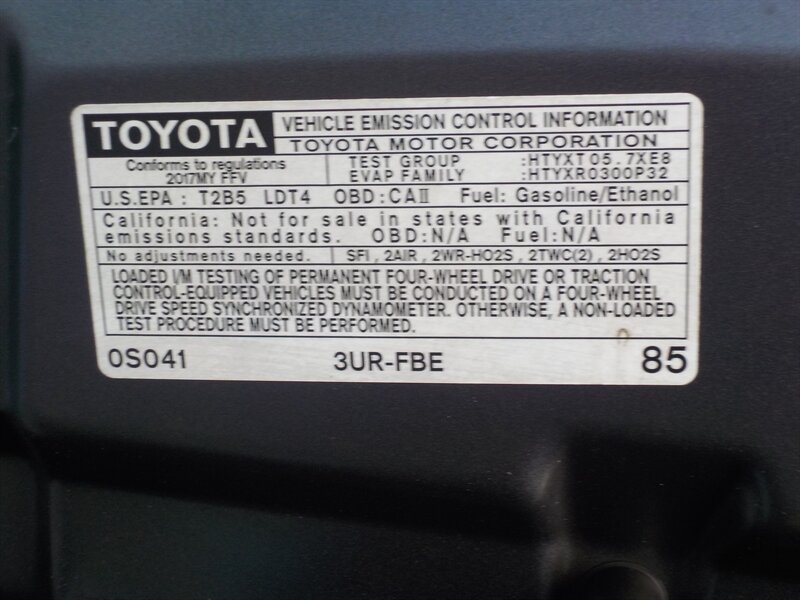 TOYOTA VEHICLE EMISSION CONTROL INFORMATION
TOYOTA MOTOR CORPORATION
Conforms to regulations
2017MY FFV
TEST GROUP :HTYXT05.7XE8
EVAP FAMILY :HTYXR0300P32
U.S.EPA : T2B5 LDT4 OBD:CAⅡ Fuel: Gasoline/Ethanol
California: Not for sale in states with California
emissions standards. OBD:N/A Fuel:N/A
No adjustments needed. SFI, 2AIR, 2WR-HO2S, 2TWC(2), 2HO2S
LOADED I/M TESTING OF PERMANENT FOUR-WHEEL DRIVE OR TRACTION
CONTROL-EQUIPPED VEHICLES MUST BE CONDUCTED ON A FOUR-WHEEL
DRIVE SPEED SYNCHRONIZED DYNAMOMETER. OTHERWISE, A NON-LOADED
TEST PROCEDURE MUST BE PERFORMED.
0S041 3UR-FBE 85